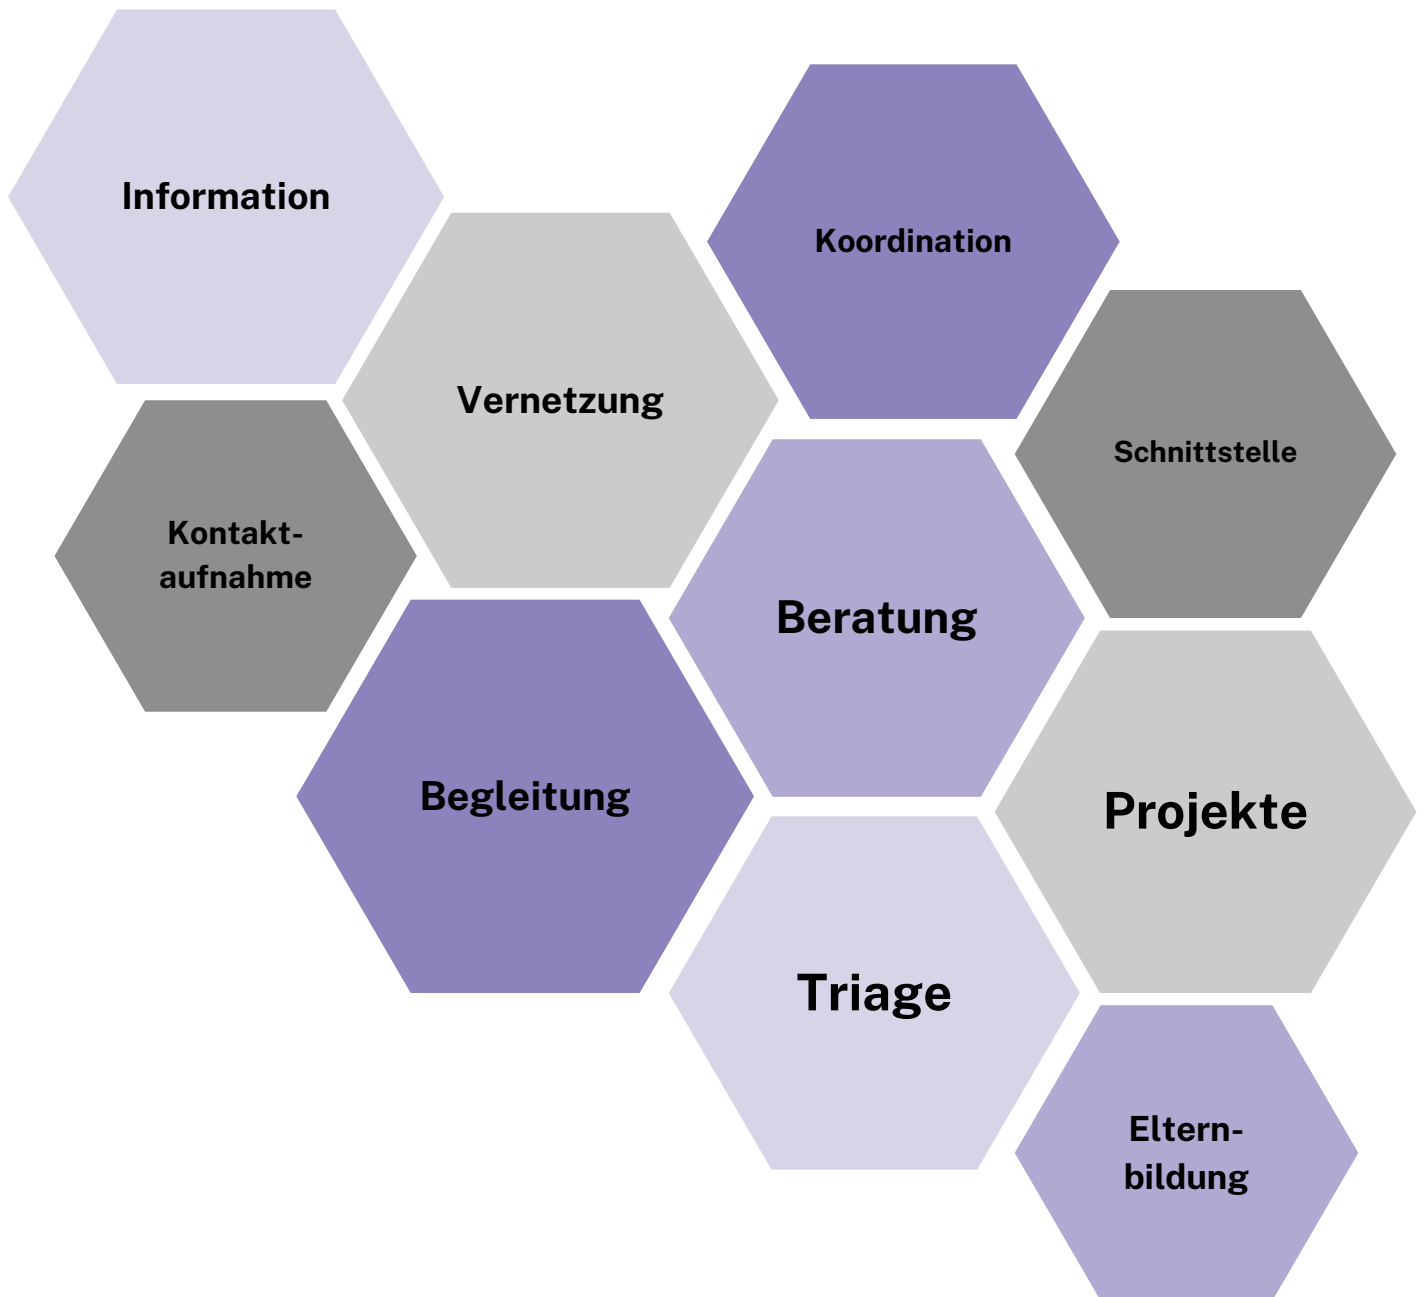 Information
Koordination
Vernetzung
Schnittstelle
Kontakt-
aufnahme
Beratung
Begleitung
Projekte
Triage
Eltern-
bildung